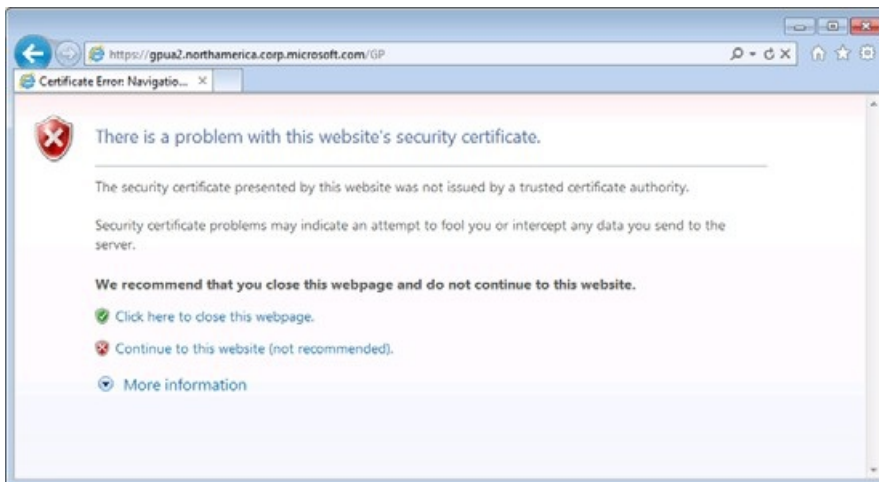 https://gpua2.northamerica.corp.microsoft.com/GP
Certificate Error: Navigatio...
There is a problem with this website's security certificate.
The security certificate presented by this website was not issued by a trusted certificate authority.
Security certificate problems may indicate an attempt to fool you or intercept any data you send to the
server.
We recommend that you close this webpage and do not continue to this website.
Click here to close this webpage.
Continue to this website (not recommended).
More information